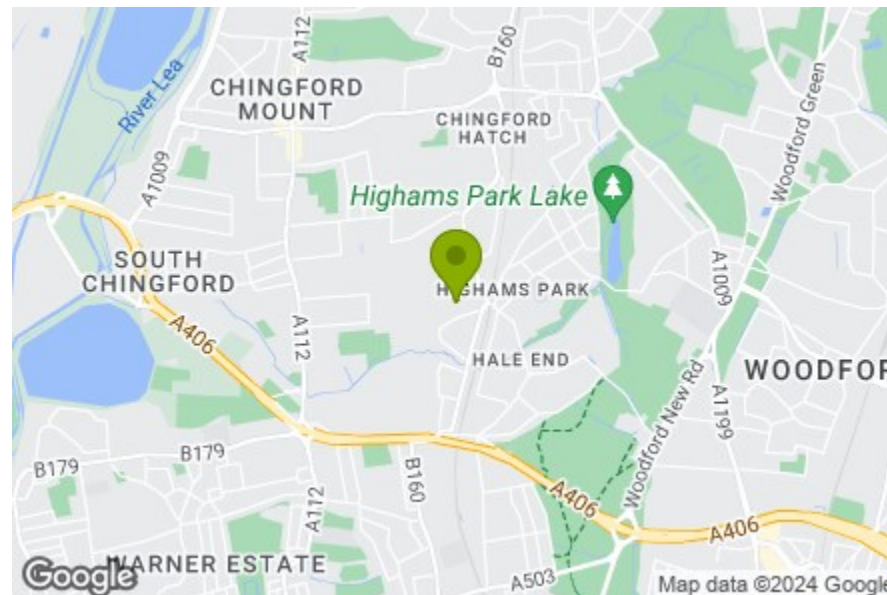 A112
B160
River Lea
CHINGFORD
MOUNT
CHINGFORD
HATCH
Woodford Green
A1009
Highams Park Lake
SOUTH
CHINGFORD
A1009
HIGHAMS PARK
A406
A112
HALE END
WOODFOR
Woodford New Rd
A1199
B179
B179
B160
A112
A406
A406
WARNER ESTATE
A503
Google
Map data ©2024 Google